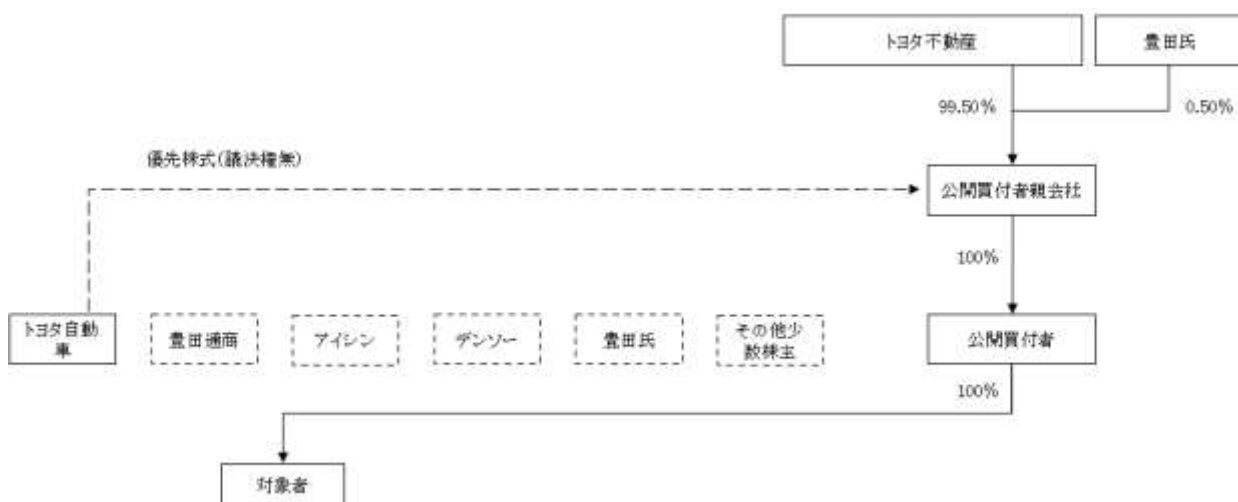 トヨタ不動産
豊田氏
99.50%
0.50%
優先株式(議決権無)
公開買付者親会社
100%
トヨタ自動
車
豊田通商
アイシン
デンソー
豊田氏
その他少
数株主
公開買付者
100%
対象者